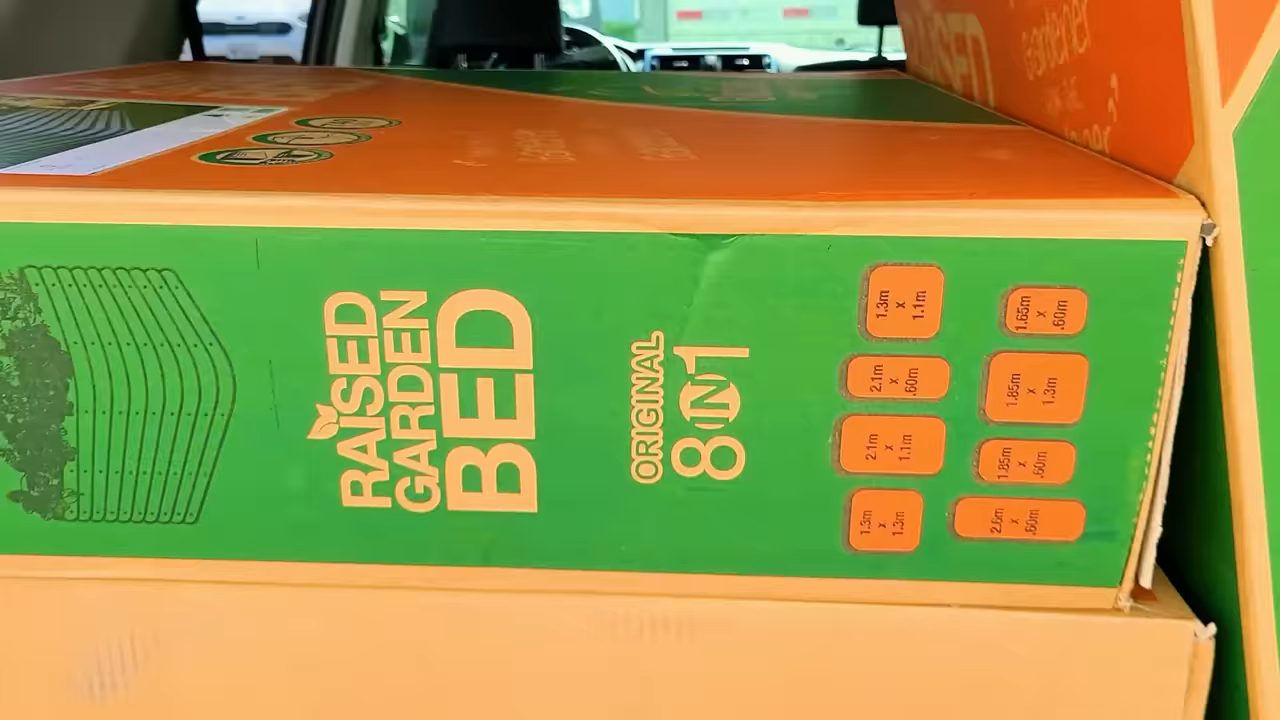 RAISED
GARDEN
BED
ORIGINAL
8 IN 1
1.3m
x
1.3m
2.1m
x
1.1m
2.1m
x
.60m
1.3m
x
1.1m
2.6m
x
.60m
1.85m
x
.60m
1.85m
x
1.3m
1.65m
x
.60m